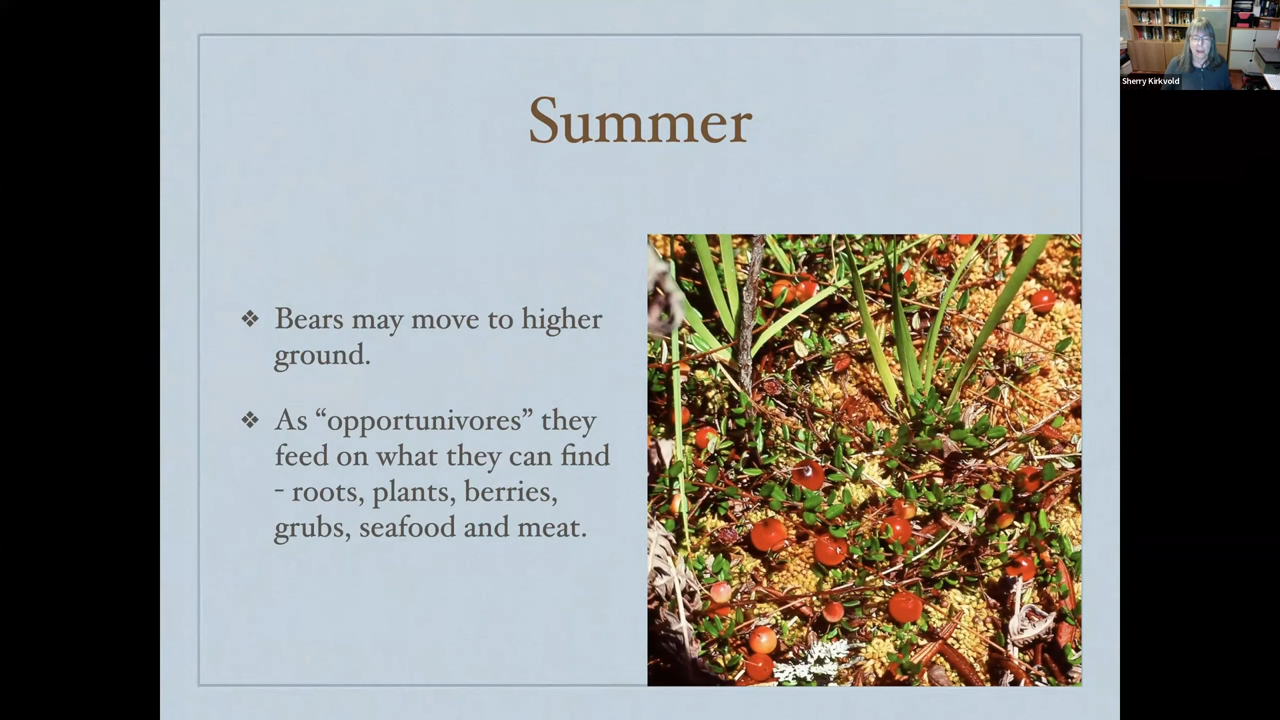 Summer
❖ Bears may move to higher
ground.
❖ As “opportunivores” they
feed on what they can find
- roots, plants, berries,
grubs, seafood and meat.
Sherry Kirkvold